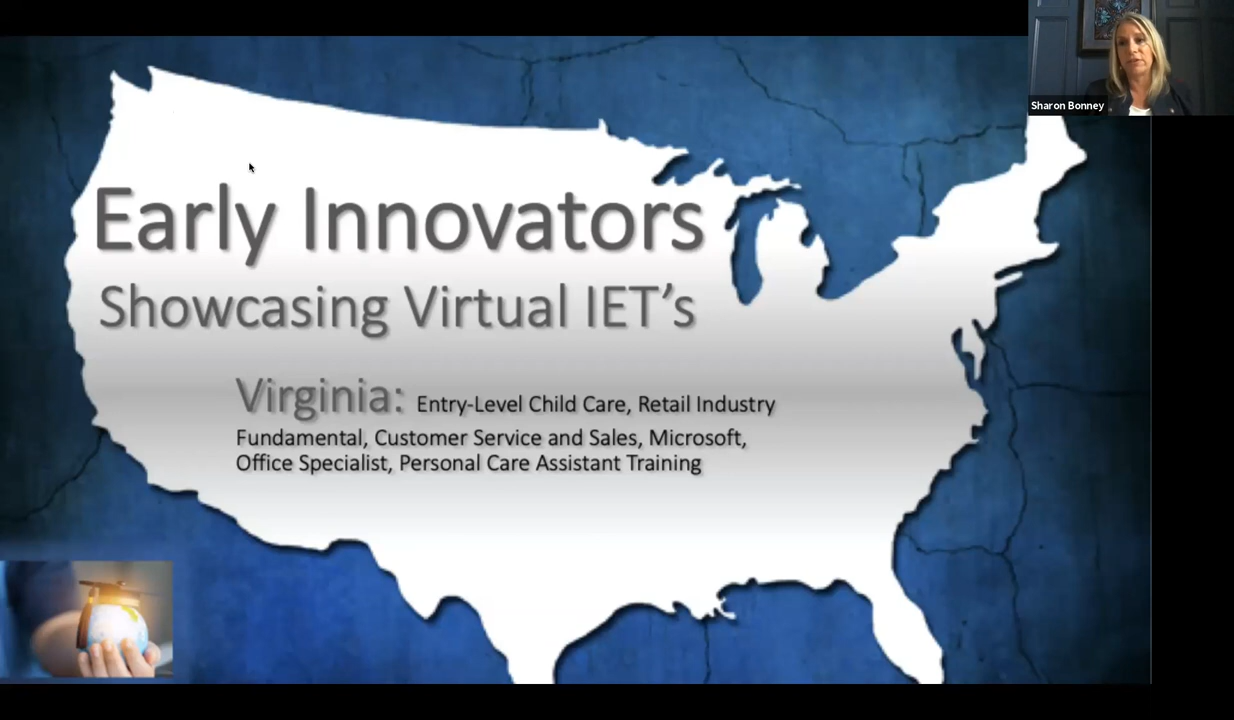 Sharon Bonney
Early Innovators
Showcasing Virtual IET’s
Virginia: Entry-Level Child Care, Retail Industry
Fundamental, Customer Service and Sales, Microsoft,
Office Specialist, Personal Care Assistant Training